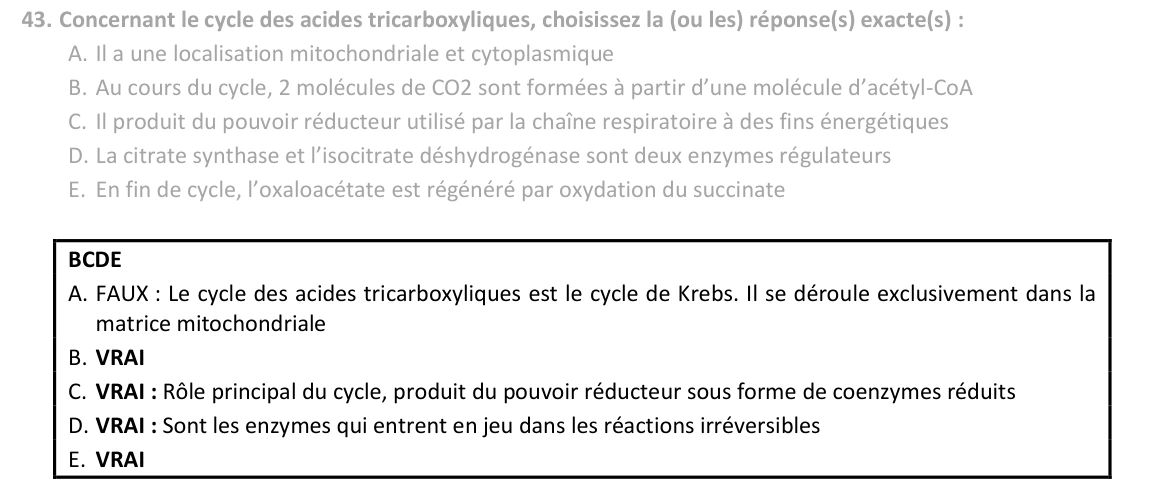 43. Concernant le cycle des acides tricarboxyliques, choisissez la (ou les) réponse(s) exacte(s) :
A. Il a une localisation mitochondriale et cytoplasmique
B. Au cours du cycle, 2 molécules de CO2 sont formées à partir d’une molécule d’acétyl-CoA
C. Il produit du pouvoir réducteur utilisé par la chaîne respiratoire à des fins énergétiques
D. La citrate synthase et l’isocitrate déshydrogénase sont deux enzymes régulateurs
E. En fin de cycle, l’oxaloacétate est régénéré par oxydation du succinate
BCDE
A. FAUX : Le cycle des acides tricarboxyliques est le cycle de Krebs. Il se déroule exclusivement dans la
matrice mitochondriale
B. VRAI
C. VRAI : Rôle principal du cycle, produit du pouvoir réducteur sous forme de coenzymes réduits
D. VRAI : Sont les enzymes qui entrent en jeu dans les réactions irréversibles
E. VRAI